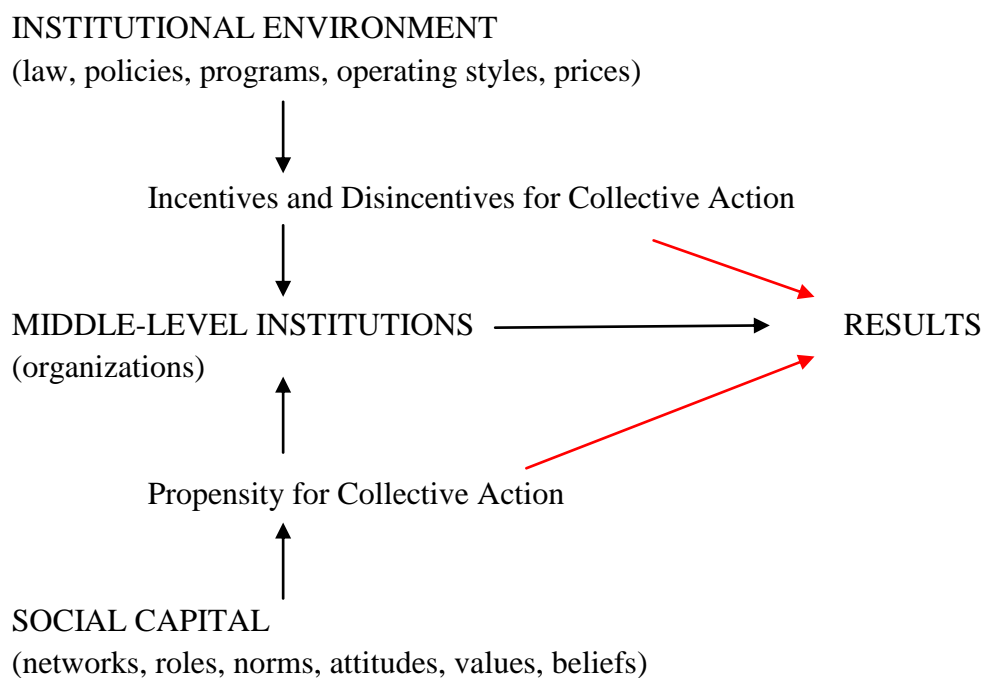 INSTITUTIONAL ENVIRONMENT
(law, policies, programs, operating styles, prices)
Incentives and Disincentives for Collective Action
MIDDLE-LEVEL INSTITUTIONS
RESULTS
(organizations)
Propensity for Collective Action
SOCIAL CAPITAL
(networks, roles, norms, attitudes, values, beliefs)